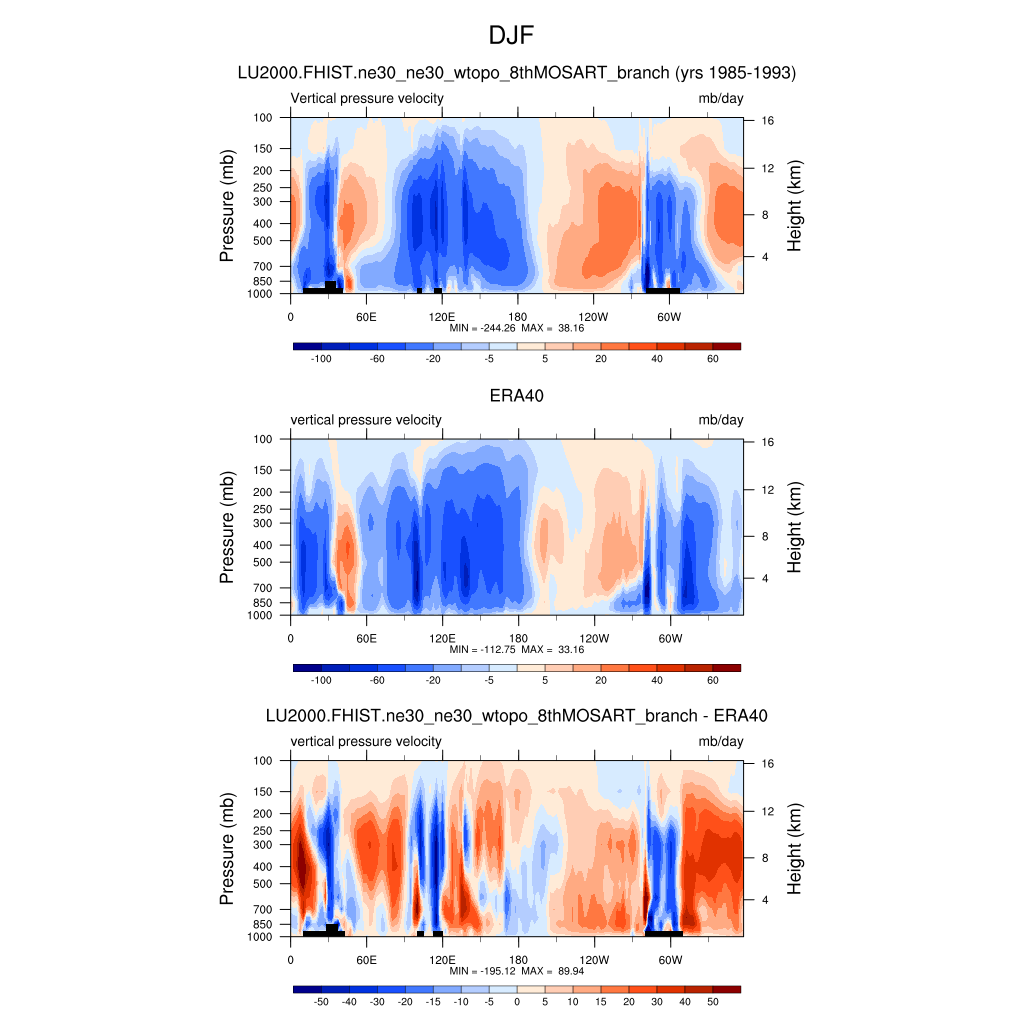 DJF
LU2000.FHIST.ne30_ne30_wtopo_8thMOSART_branch (yrs 1985-1993)
Vertical pressure velocity mb/day
Pressure (mb)
100
150
200
250
300
400
500
700
850
1000
16
12
8
4
Height (km)
0 60E 120E 180 120W 60W
MIN = -244.26 MAX = 38.16
-100 -60 -20 -5 5 20 40 60
ERA40
vertical pressure velocity mb/day
Pressure (mb)
100
150
200
250
300
400
500
700
850
1000
16
12
8
4
Height (km)
0 60E 120E 180 120W 60W
MIN = -112.75 MAX = 33.16
-100 -60 -20 -5 5 20 40 60
LU2000.FHIST.ne30_ne30_wtopo_8thMOSART_branch - ERA40
vertical pressure velocity mb/day
Pressure (mb)
100
150
200
250
300
400
500
700
850
1000
16
12
8
4
Height (km)
0 60E 120E 180 120W 60W
MIN = -195.12 MAX = 89.94
-50 -40 -30 -20 -15 -10 -5 0 5 10 15 20 30 40 50